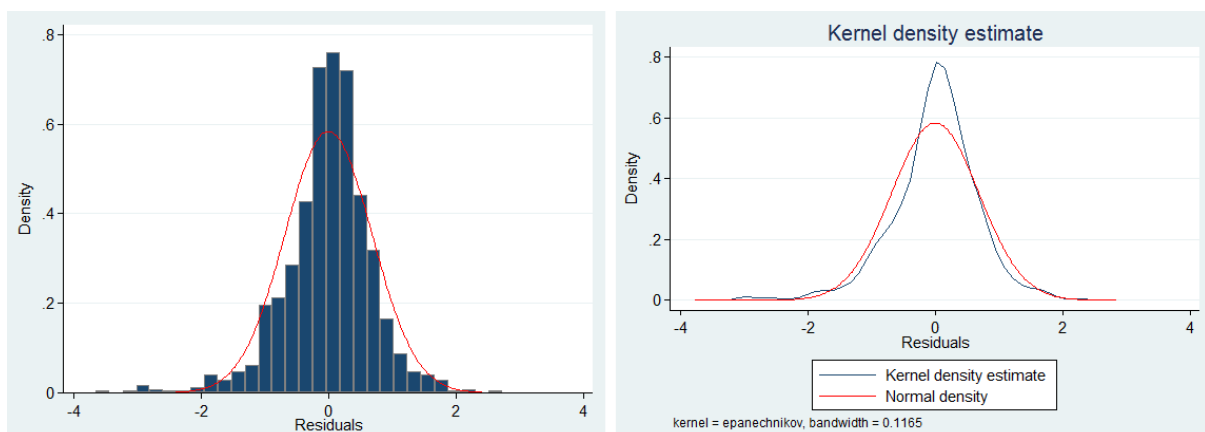 .8
.6
.4
.2
0
Density
-4
-2
0
2
4
Residuals
Kernel density estimate
.8
.6
.4
.2
0
Density
-4
-2
0
2
4
Residuals
Kernel density estimate
Normal density
kernel = epanechnikov, bandwidth = 0.1165